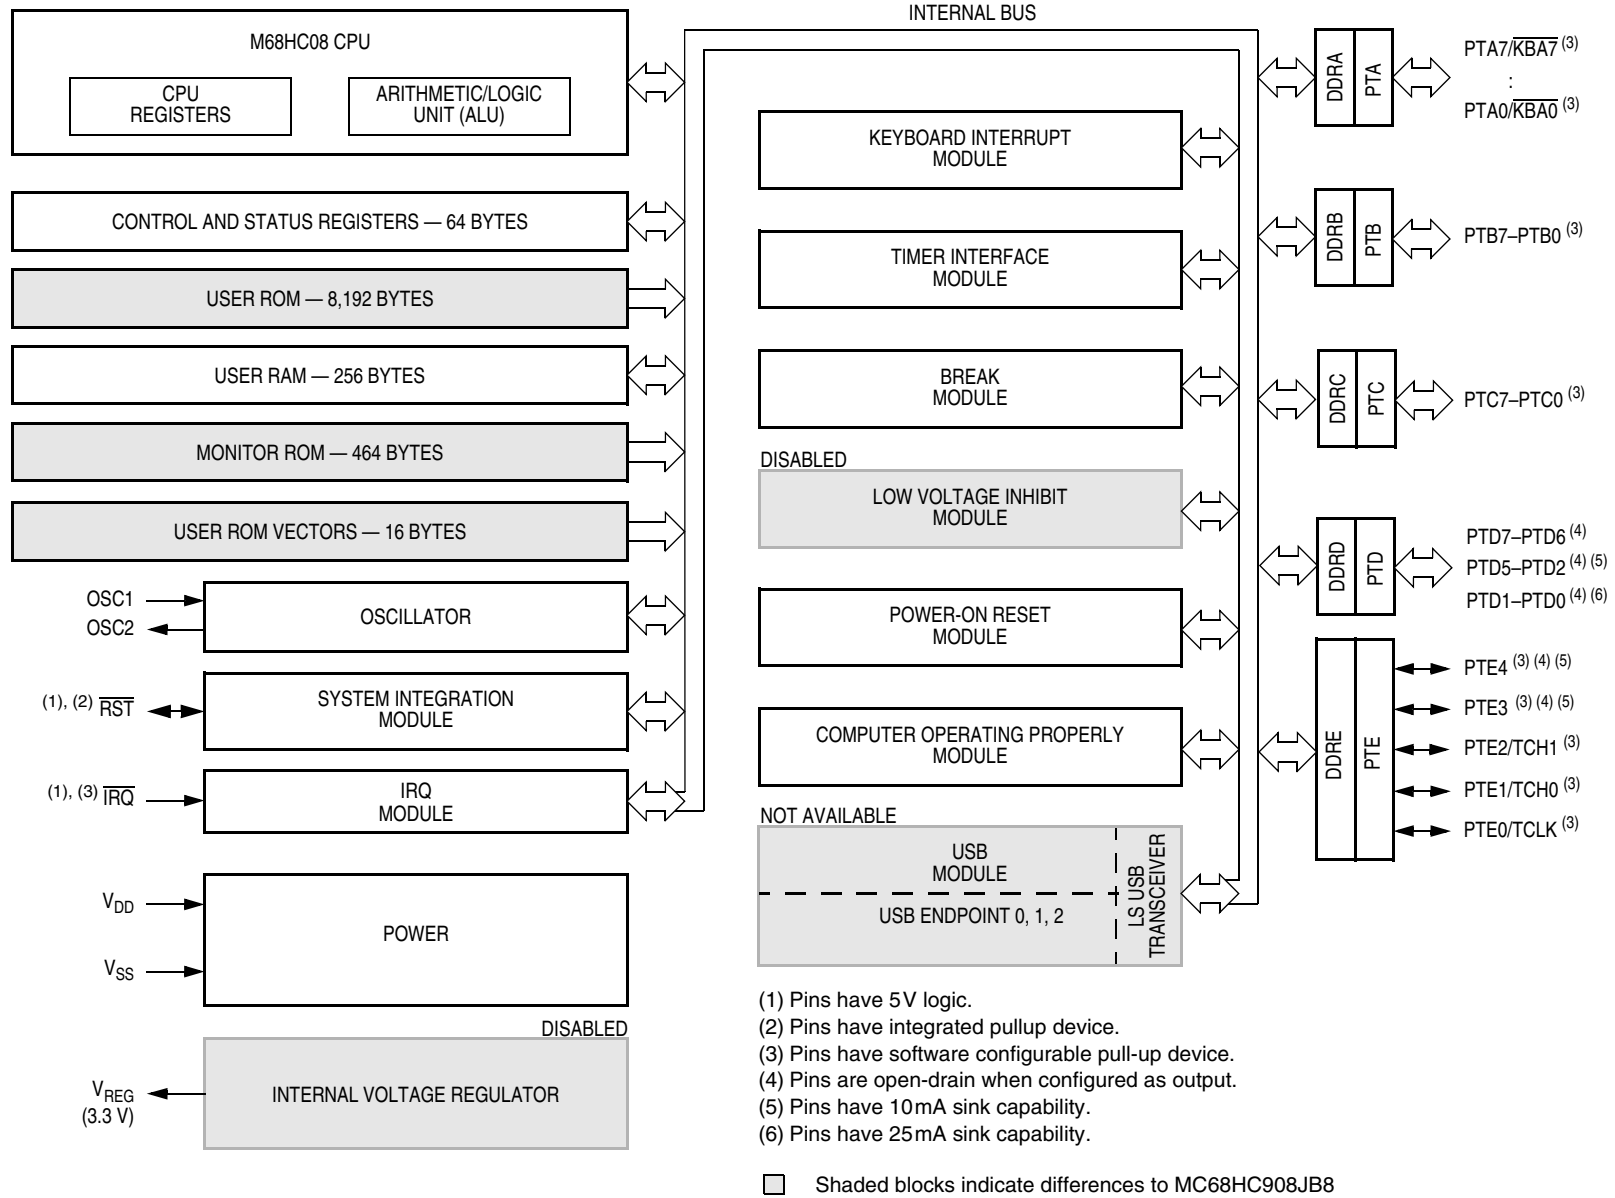 INTERNAL BUS
M68HC08 CPU
CPU
REGISTERS
ARITHMETIC/LOGIC
UNIT (ALU)
CONTROL AND STATUS REGISTERS — 64 BYTES
USER ROM — 8,192 BYTES
USER RAM — 256 BYTES
MONITOR ROM — 464 BYTES
USER ROM VECTORS — 16 BYTES
OSC1
OSC2
OSCILLATOR
(1), (2) RST
SYSTEM INTEGRATION
MODULE
(1), (3) IRQ
IRQ
MODULE
VDD
VSS
POWER
DISABLED
VREG
(3.3 V)
INTERNAL VOLTAGE REGULATOR
KEYBOARD INTERRUPT
MODULE
TIMER INTERFACE
MODULE
BREAK
MODULE
DISABLED
LOW VOLTAGE INHIBIT
MODULE
POWER-ON RESET
MODULE
COMPUTER OPERATING PROPERLY
MODULE
NOT AVAILABLE
USB
MODULE
USB ENDPOINT 0, 1, 2
LS USB
TRANSCEIVER
DDRA
PTA
PTA7/KBA7 (3)
:
PTA0/KBA0 (3)
DDRB
PTB
PTB7–PTB0 (3)
DDRC
PTC
PTC7–PTC0 (3)
DDRD
PTD
PTD7–PTD6 (4)
PTD5–PTD2 (4) (5)
PTD1–PTD0 (4) (6)
DDRE
PTE
PTE4 (3) (4) (5)
PTE3 (3) (4) (5)
PTE2/TCH1 (3)
PTE1/TCH0 (3)
PTE0/TCLK (3)
(1) Pins have 5V logic.
(2) Pins have integrated pullup device.
(3) Pins have software configurable pull-up device.
(4) Pins are open-drain when configured as output.
(5) Pins have 10mA sink capability.
(6) Pins have 25mA sink capability.
Shaded blocks indicate differences to MC68HC908JB8